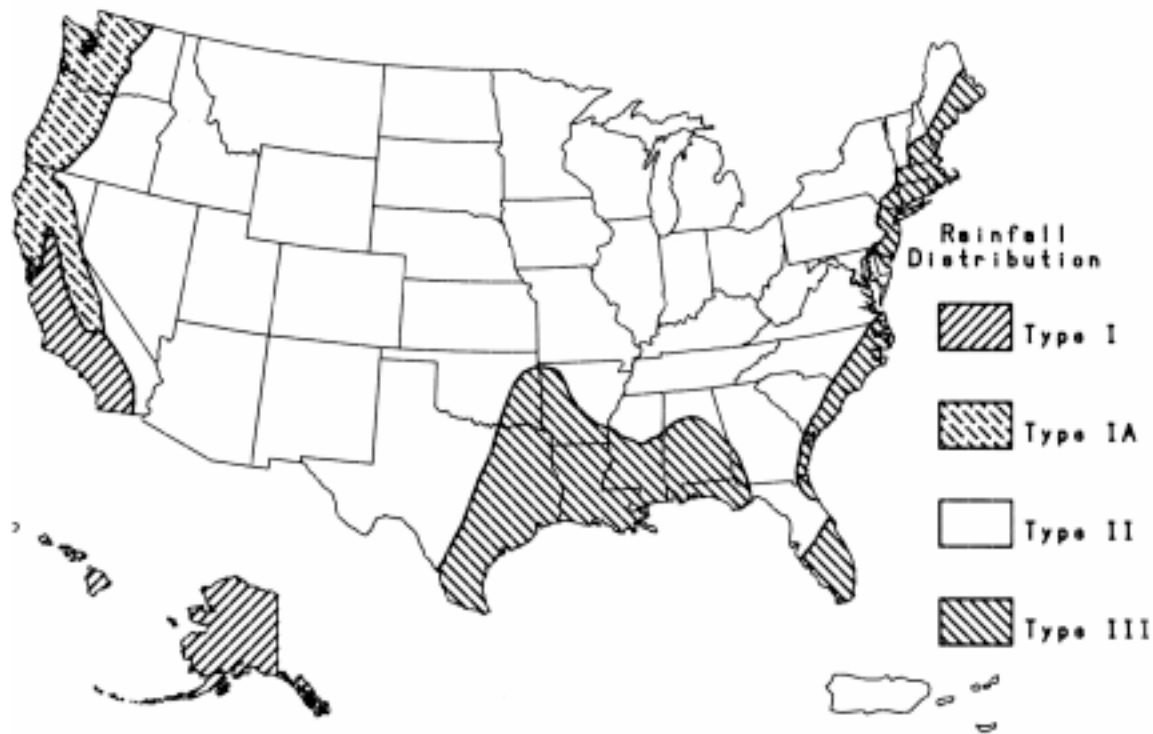 Rainfall
Distribution
Type I
Type IA
Type II
Type III